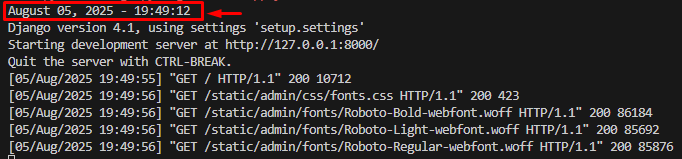 August 05, 2025 - 19:49:12
Django version 4.1, using settings 'setup.settings'
Starting development server at http://127.0.0.1:8000/
Quit the server with CTRL-BREAK.
[05/Aug/2025 19:49:55] "GET / HTTP/1.1" 200 10712
[05/Aug/2025 19:49:56] "GET /static/admin/css/fonts.css HTTP/1.1" 200 423
[05/Aug/2025 19:49:56] "GET /static/admin/fonts/Roboto-Bold-webfont.woff HTTP/1.1" 200 86184
[05/Aug/2025 19:49:56] "GET /static/admin/fonts/Roboto-Light-webfont.woff HTTP/1.1" 200 85692
[05/Aug/2025 19:49:56] "GET /static/admin/fonts/Roboto-Regular-webfont.woff HTTP/1.1" 200 85876